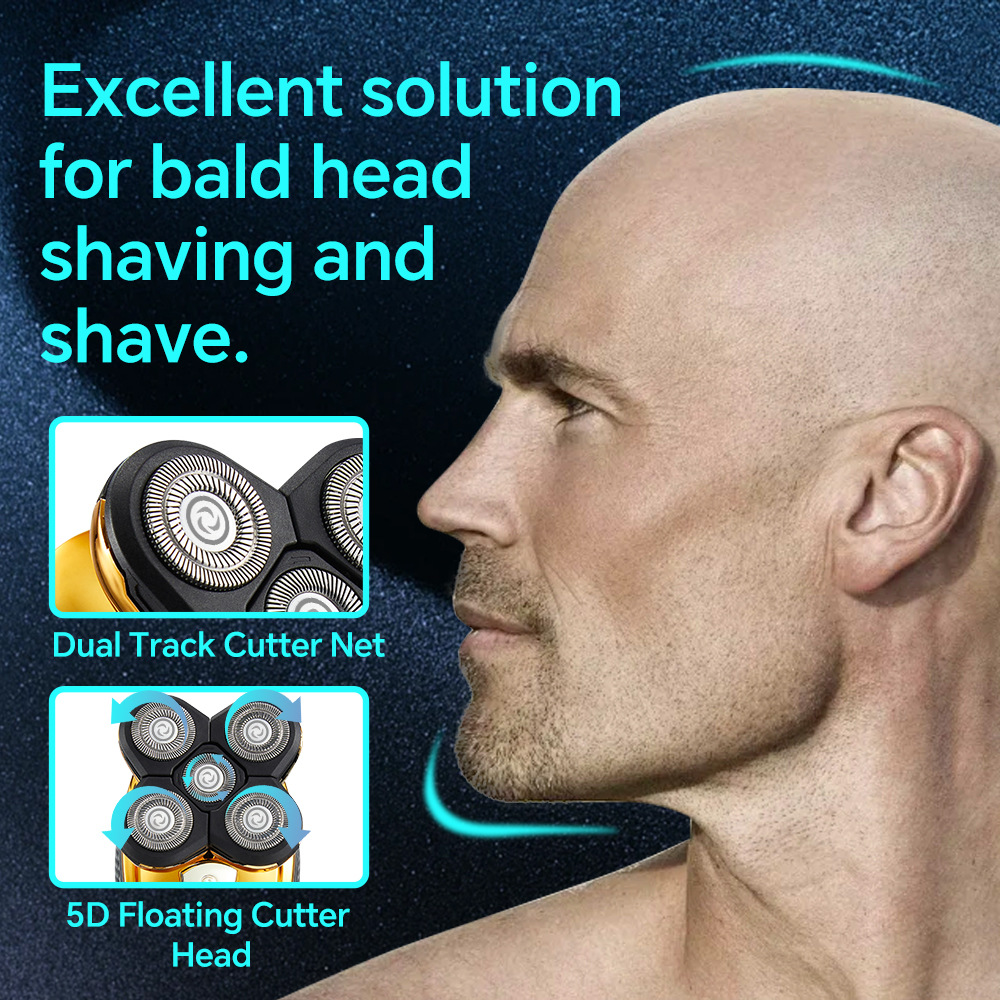 Excellent solution
for bald head
shaving and
shave.
Dual Track Cutter Net
5D Floating Cutter
Head